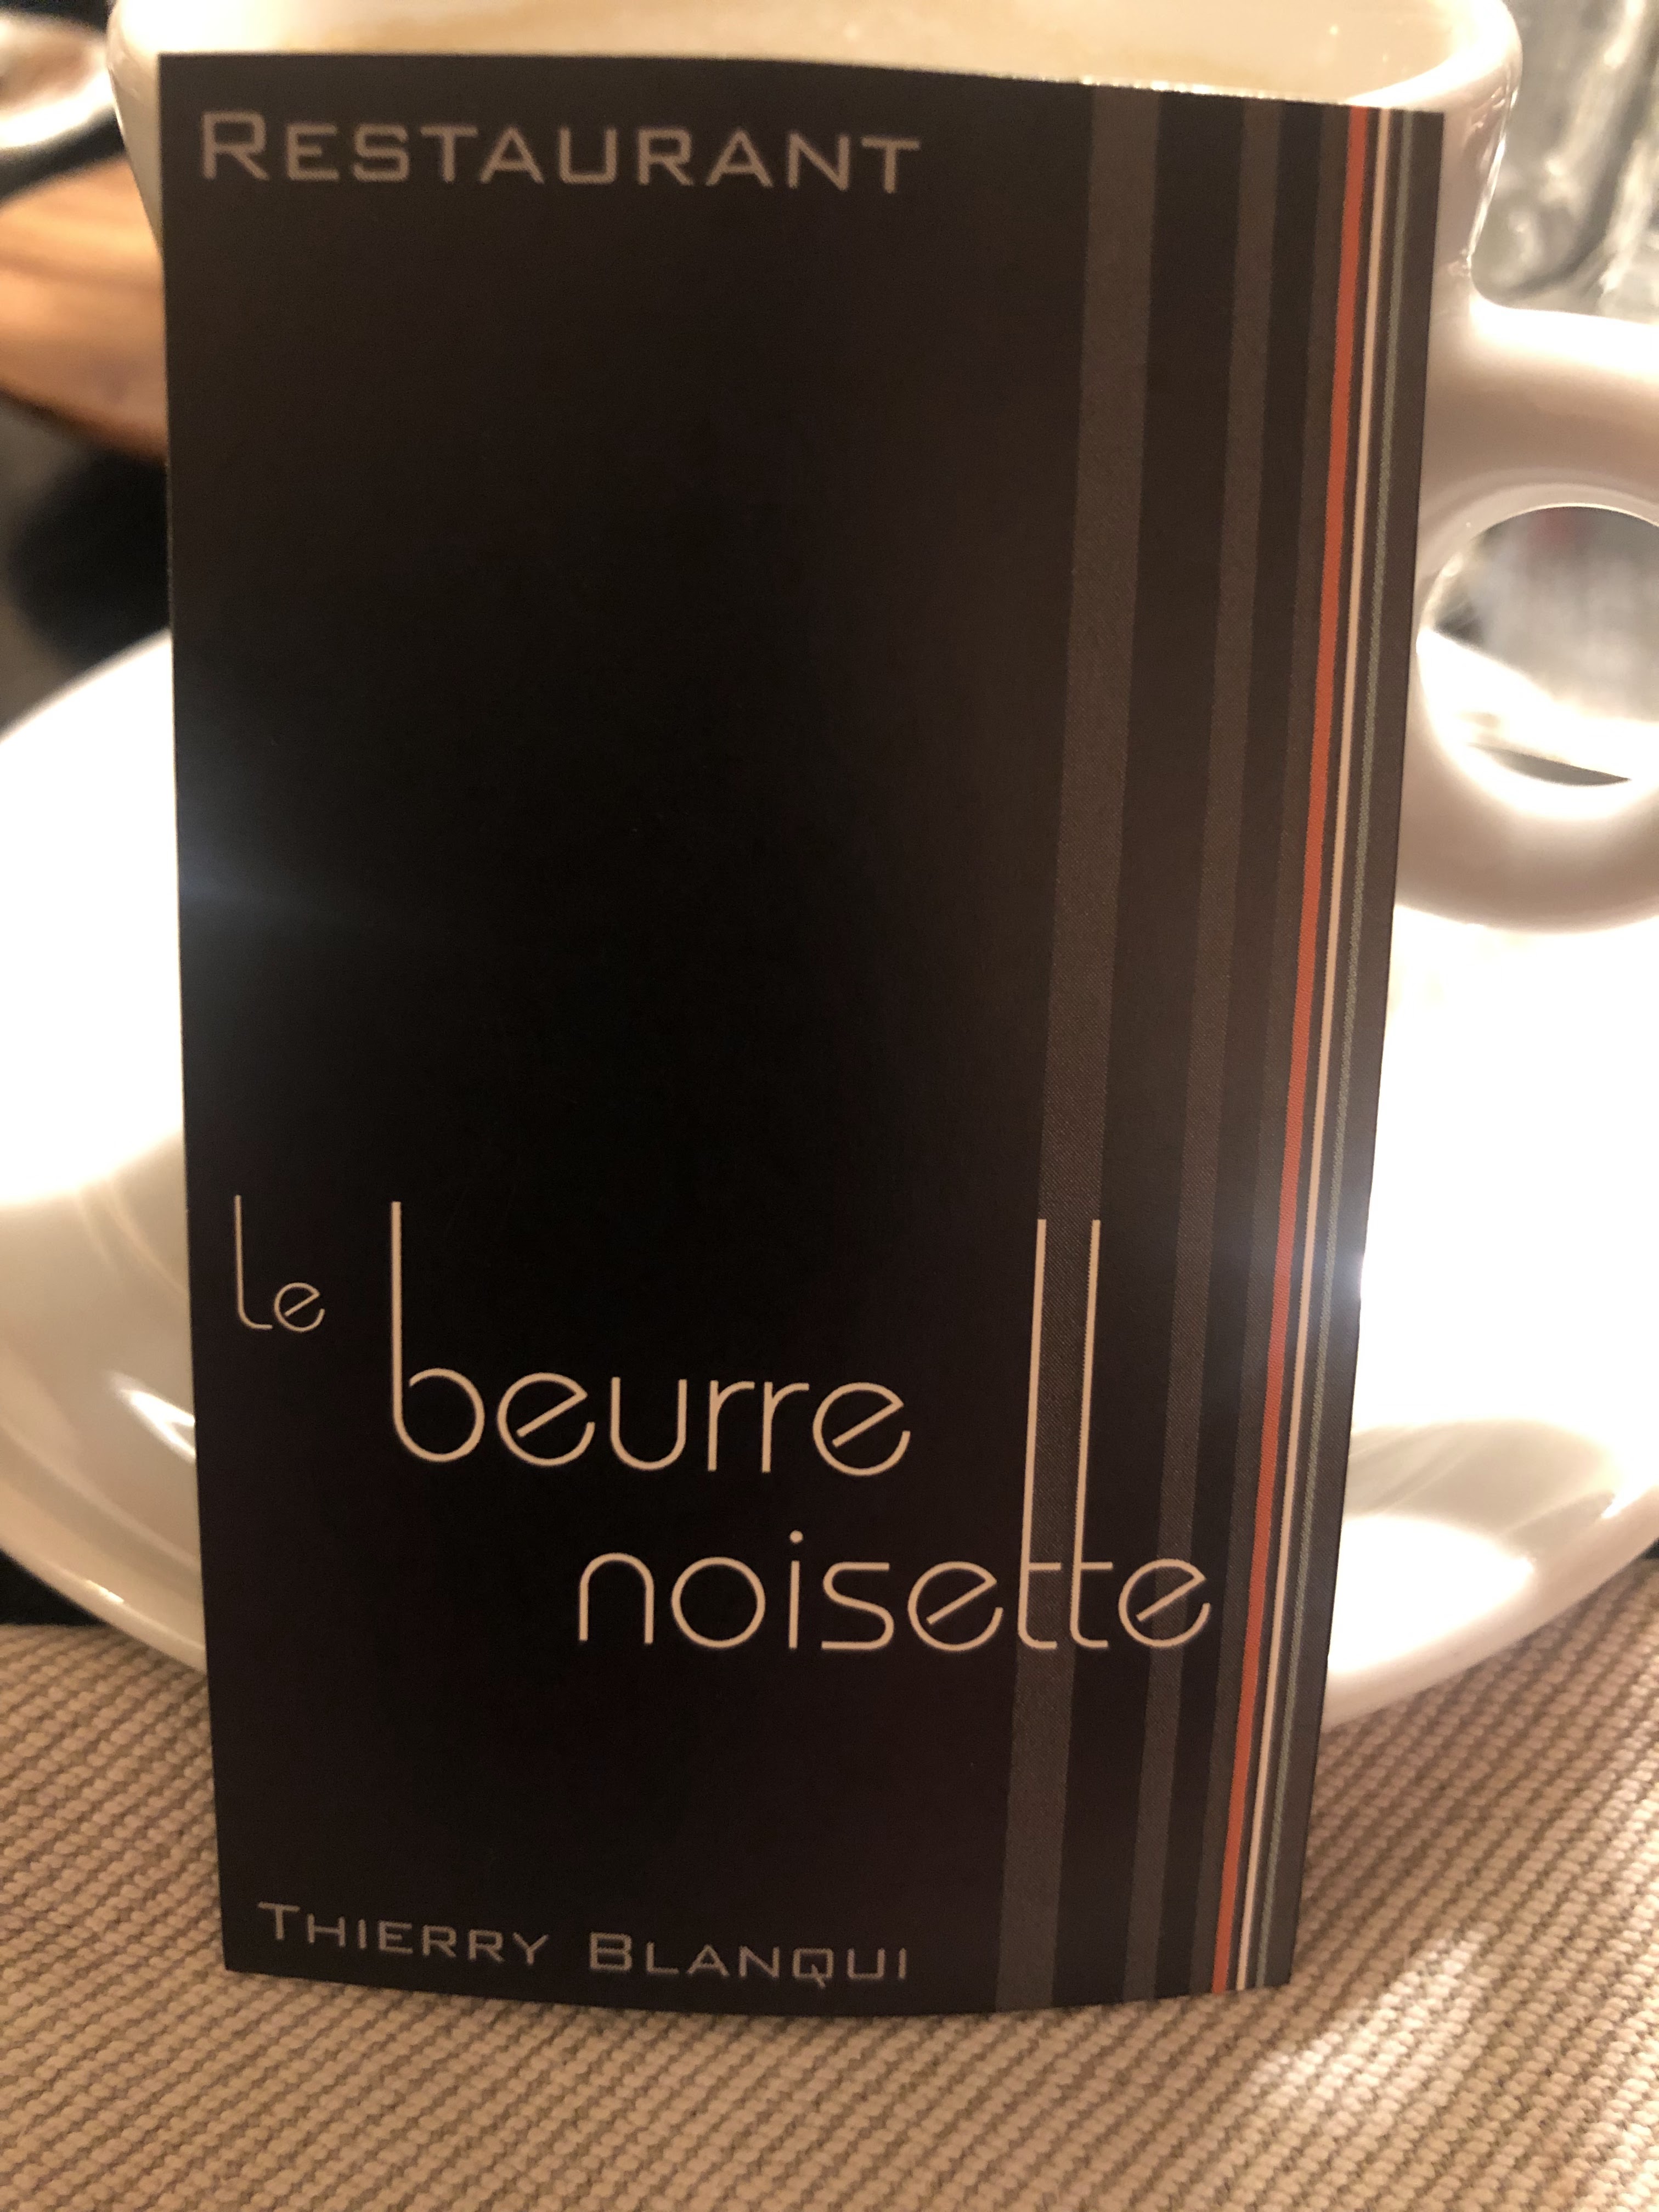 RESTAURANT
le
beurre
noisette
THIERRY BLANQUI